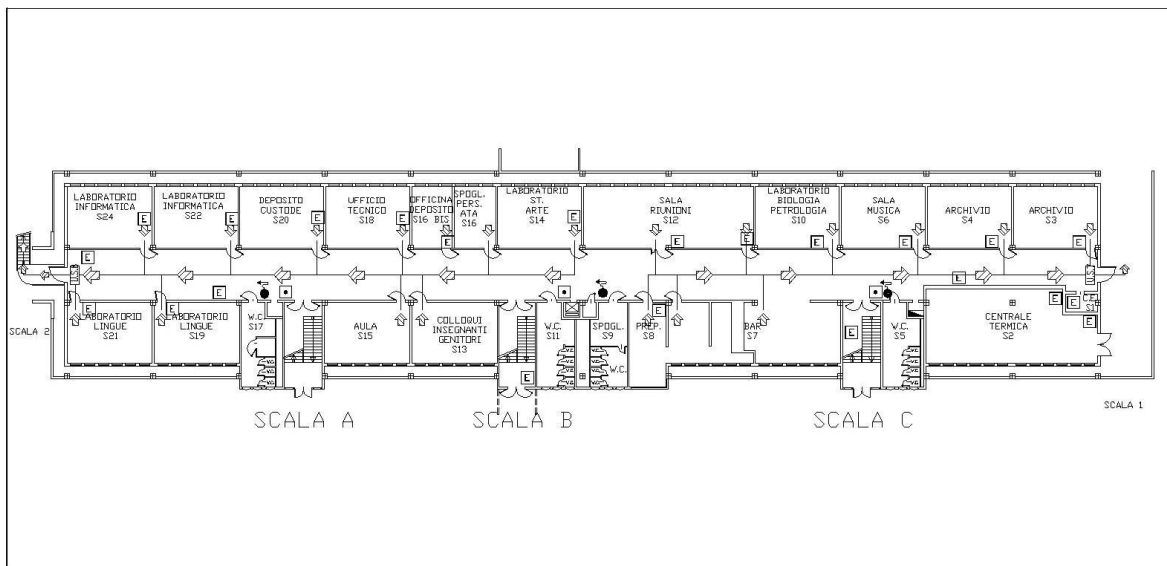 LABORATORIO
INFORMATICA
S24
E
LABORATORIO
INFORMATICA
S22
E
DEPOSITO
CUSTODE
S20
E
UFFICIO
TECNICO
S18
E
OFFICINA
DEPOSITO
S16 BIS
E
SPOGL.
PERS.
ATA
S16
LABORATORIO
ST.
ARTE
S14
E
SALA
RIUNIONI
S12
E
E
LABORATORIO
BIOLOGIA
PETROLOGIA
S10
E
SALA
MUSICA
S6
E
ARCHIVIO
S4
E
ARCHIVIO
S3
E
E
U.S.
E
E
U.S.
SCALA 2
E
LABORATORIO
LINGUE
S21
E
LABORATORIO
LINGUE
S19
W.C.
S17
AULA
S15
COLLOQUI
INSEGNANTI
GENITORI
S13
E
W.C.
S11
SPOGL.
S9
W.C.
PREP.
S8
E
BAR
S7
E
W.C.
S5
CENTRALE
TERMICA
S2
E
E
E
S1
SCALA A
SCALA B
SCALA C
SCALA 1